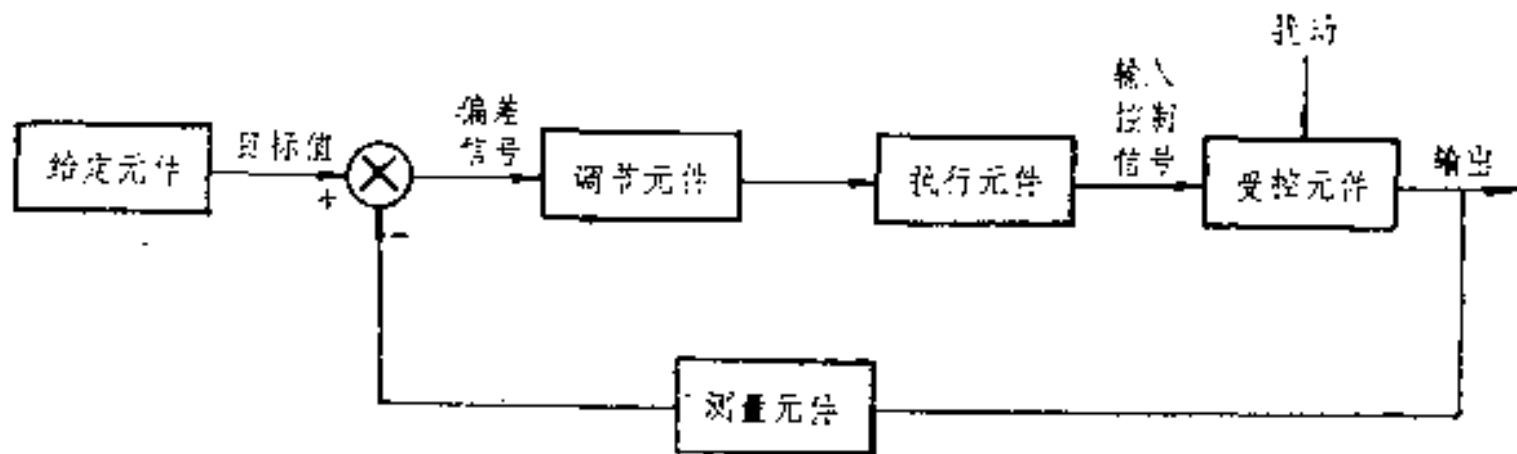 扰动
输入
控制
信号
偏差
信号
目标值
输出
给定元件
+
调节元件
执行元件
受控元件
-
测量元件